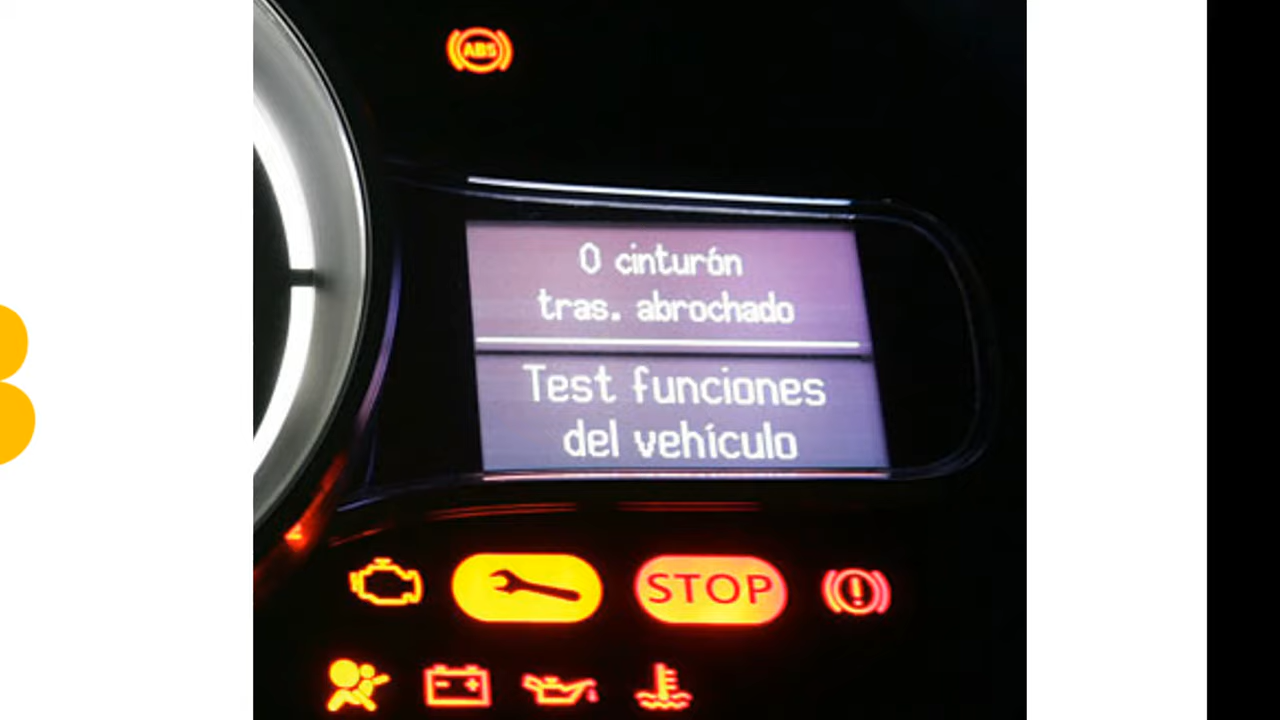 ABS
0 cinturón
tras. abrochado
Test funciones
del vehículo
STOP